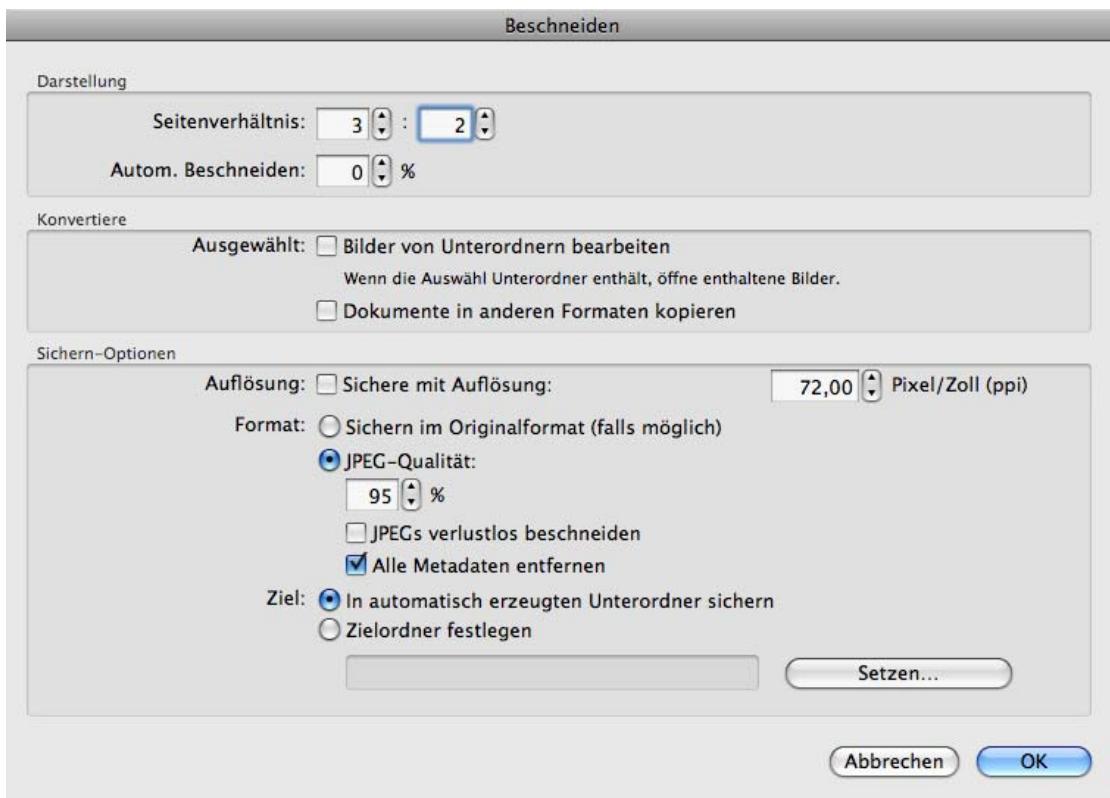 Beschneiden
Darstellung
Seitenverhältnis: 3 : 2
Autom. Beschneiden: 0 %
Konvertiere
Ausgewählt: Bilder von Unterordnern bearbeiten
Wenn die Auswähl Unterordner enthält, öffne enthaltene Bilder.
Dokumente in anderen Formaten kopieren
Sichern-Optionen
Auflösung: Sichere mit Auflösung: 72,00 Pixel/Zoll (ppi)
Format: Sichern im Originalformat (falls möglich)
JPEG-Qualität:
95 %
JPEGs verlustlos beschneiden
Alle Metadaten entfernen
Ziel: In automatisch erzeugten Unterordner sichern
Zielordner festlegen
Setzen...
Abbrechen OK